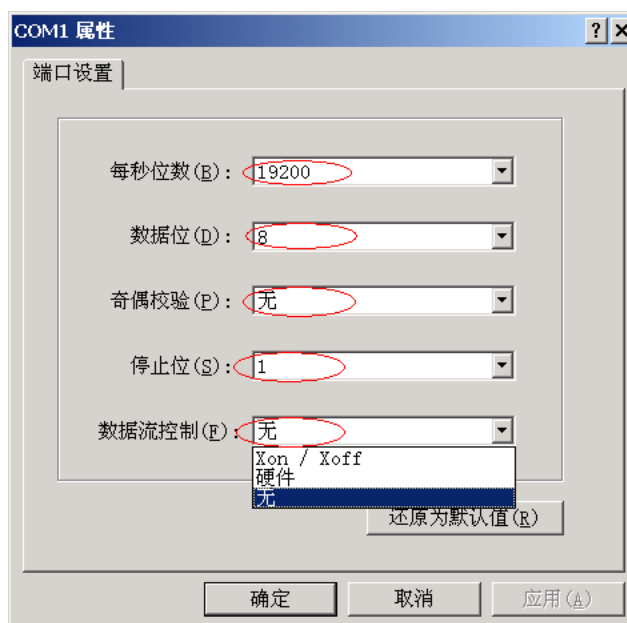 COM1 属性
端口设置
每秒位数(B): 19200
数据位(D): 8
奇偶校验(P): 无
停止位(S): 1
数据流控制(F): 无
Xon / Xoff
硬件
无
还原为默认值(R)
确定 取消 应用(A)